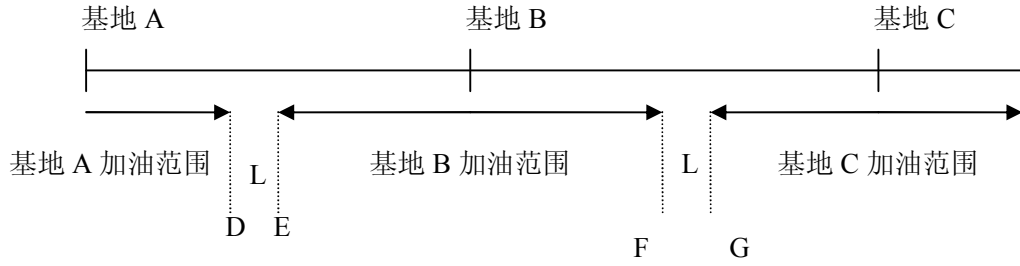 基地 A 基地 B 基地 C
基地 A 加油范围 L 基地 B 加油范围 L 基地 C 加油范围
D E F G